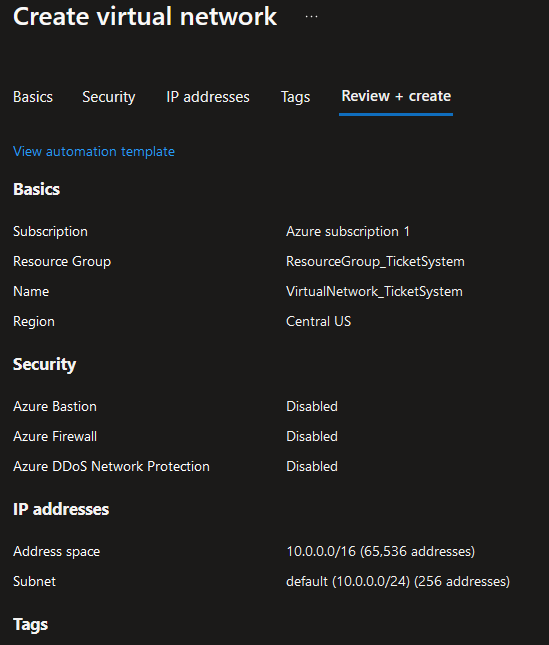 Create virtual network ...
Basics Security IP addresses Tags Review + create
View automation template
Basics
Subscription Azure subscription 1
Resource Group ResourceGroup_TicketSystem
Name VirtualNetwork_TicketSystem
Region Central US
Security
Azure Bastion Disabled
Azure Firewall Disabled
Azure DDoS Network Protection Disabled
IP addresses
Address space 10.0.0.0/16 (65,536 addresses)
Subnet default (10.0.0.0/24) (256 addresses)
Tags